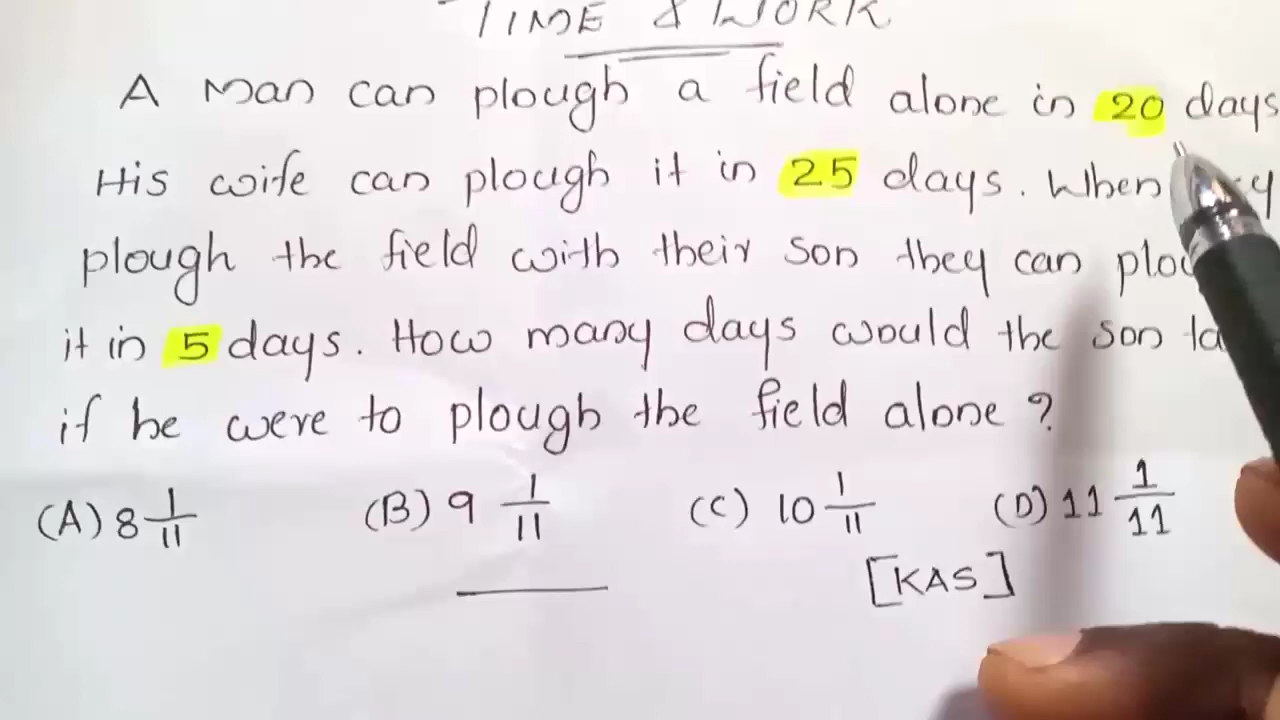 TIME & WORK
A Man can plough a field alone in 20 days
His wife can plough it in 25 days. When
plough the field with their son they can
it in 5 days. How many days would the son
if he were to plough the field alone ?
(A) 8 1/11 (B) 9 1/11 (C) 10 1/11 (D) 11 1/11
[KAS]